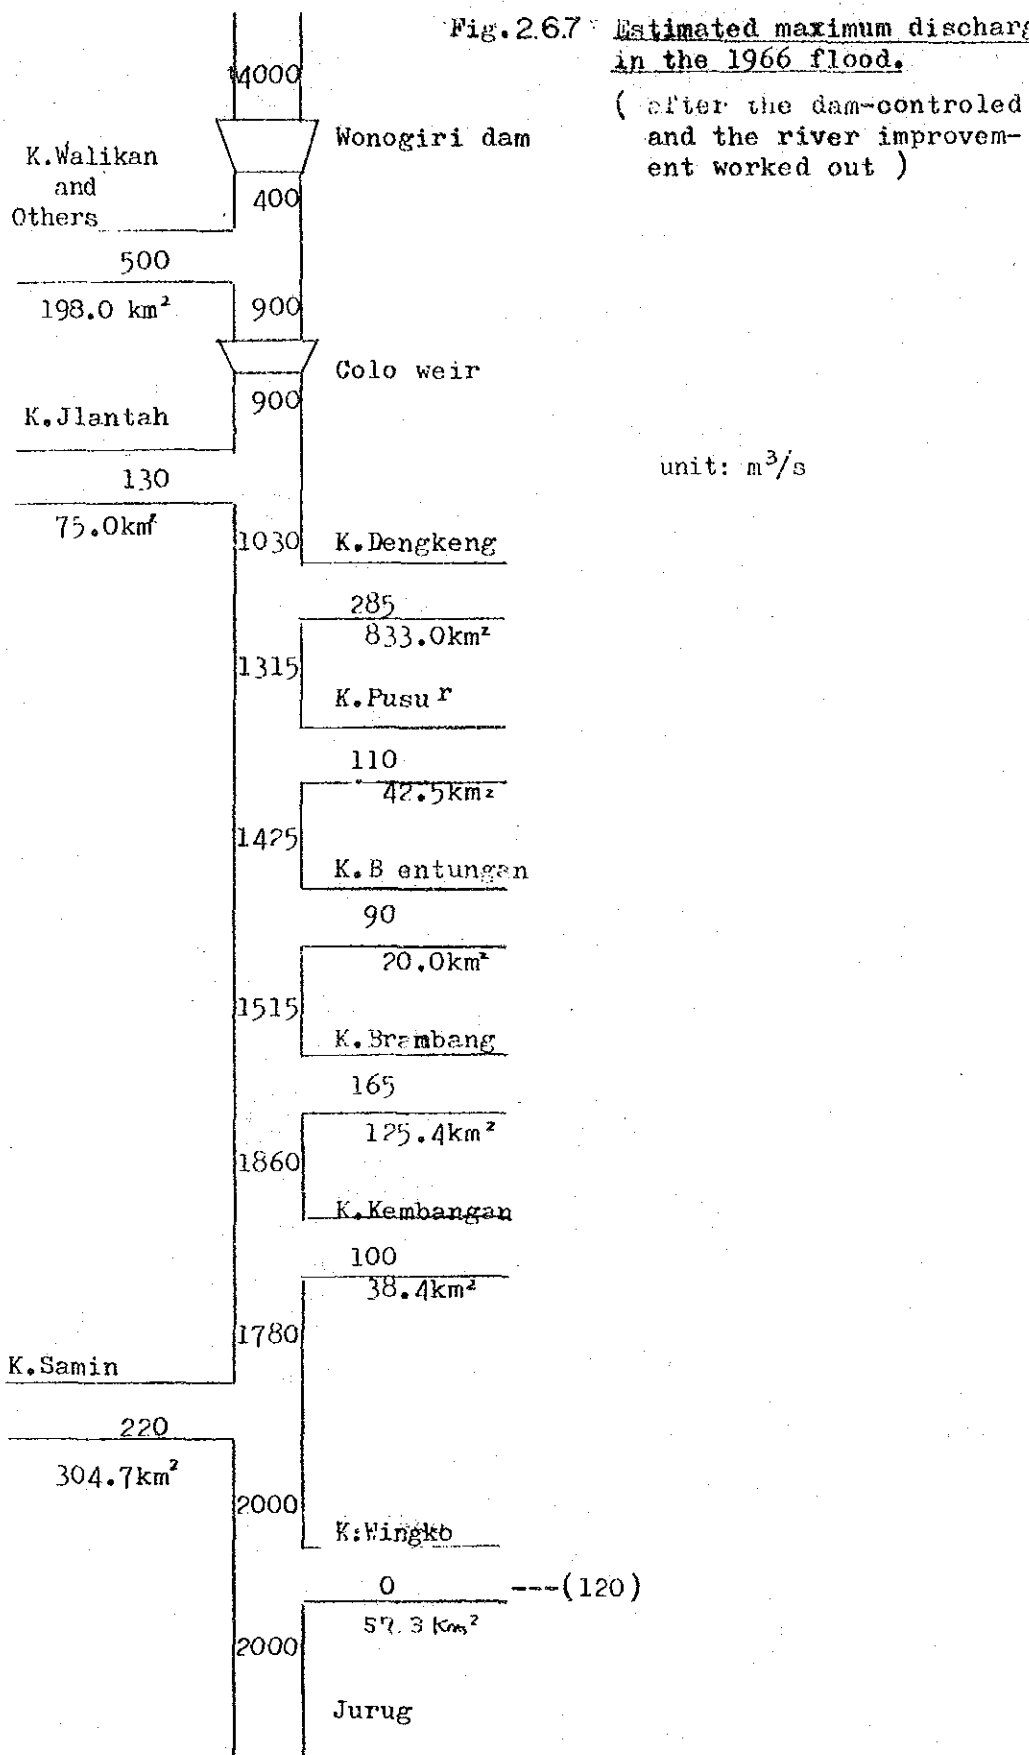 Fig.2.6.7 Estimated maximum discharg
in the 1966 flood.
( after the dam-controled
and the river improvem-
ent worked out )
4000
Wonogiri dam
K.Walikan
and
Others
400
500
198.0 km²
900
Colo weir
900
K.Jlantah
130
75.0km²
unit: m³/s
1030
K.Dengkeng
285
833.0km²
1315
K.Pusur
110
42.5km²
1425
K.Bentungan
90
20.0km²
1515
K.Brambang
165
125.4km²
1860
K.Kembangan
100
38.4km²
1780
K.Samin
220
304.7km²
2000
K.Wingko
0 ---(120)
57.3 Km²
2000
Jurug